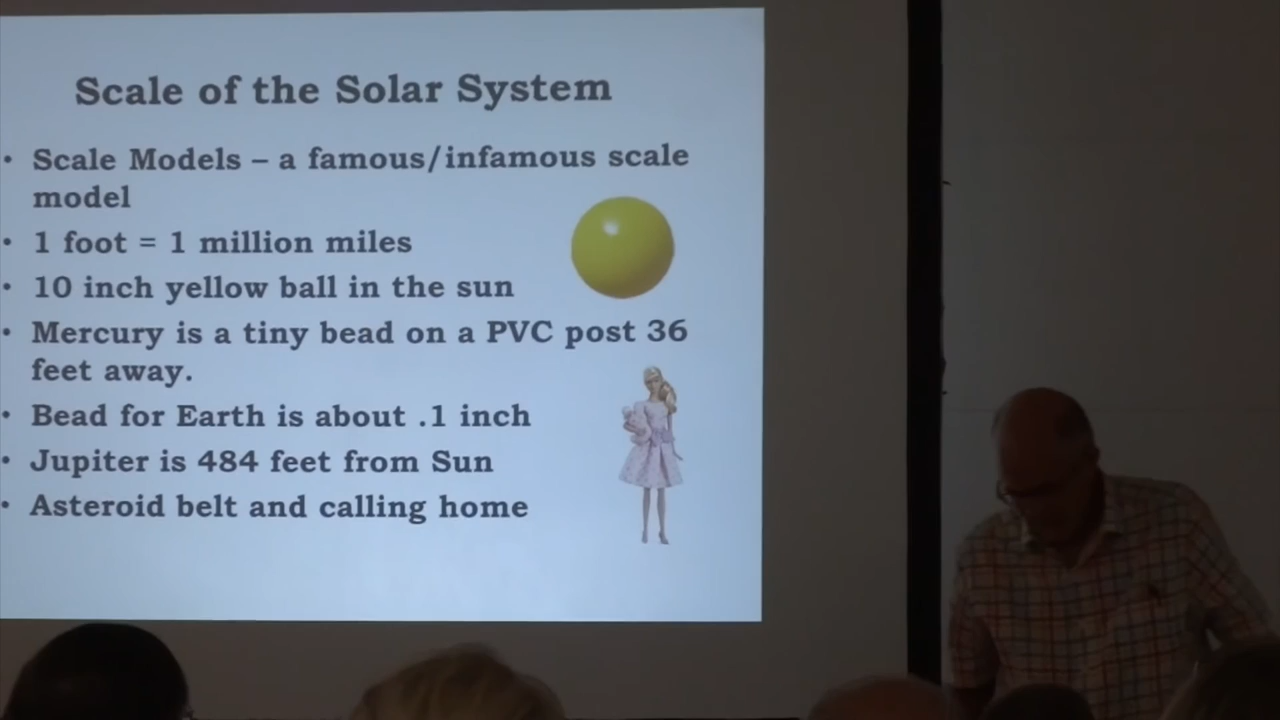 Scale of the Solar System
• Scale Models – a famous/infamous scale
model
• 1 foot = 1 million miles
• 10 inch yellow ball in the sun
• Mercury is a tiny bead on a PVC post 36
feet away.
• Bead for Earth is about .1 inch
• Jupiter is 484 feet from Sun
• Asteroid belt and calling home